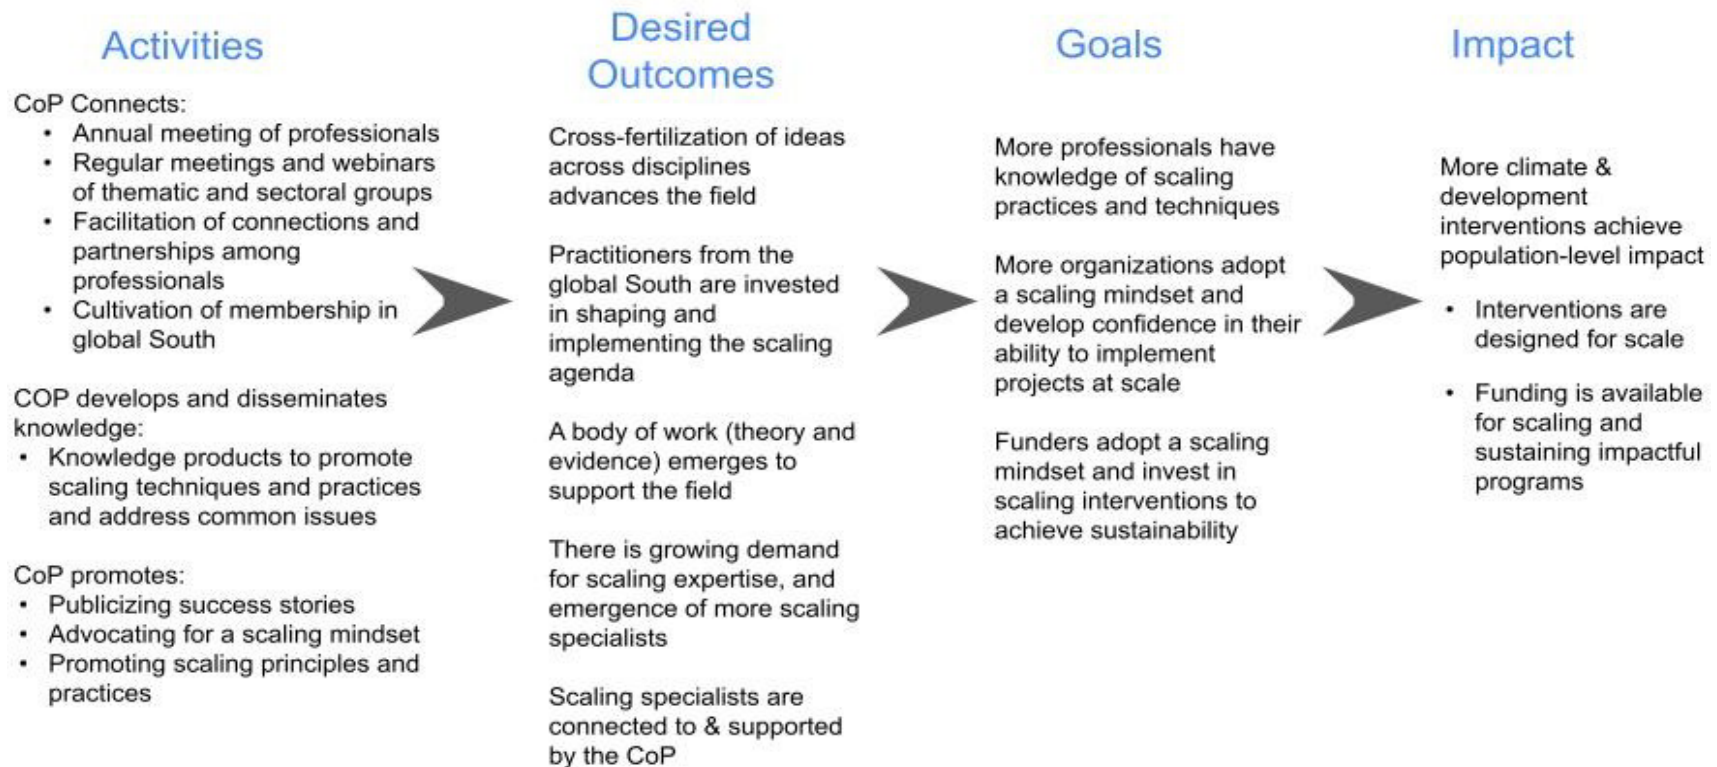 Activities
CoP Connects:
• Annual meeting of professionals
• Regular meetings and webinars
of thematic and sectoral groups
• Facilitation of connections and
partnerships among
professionals
• Cultivation of membership in
global South
COP develops and disseminates
knowledge:
• Knowledge products to promote
scaling techniques and practices
and address common issues
CoP promotes:
• Publicizing success stories
• Advocating for a scaling mindset
• Promoting scaling principles and
practices
Desired
Outcomes
Cross-fertilization of ideas
across disciplines
advances the field
Practitioners from the
global South are invested
in shaping and
implementing the scaling
agenda
A body of work (theory and
evidence) emerges to
support the field
There is growing demand
for scaling expertise, and
emergence of more scaling
specialists
Scaling specialists are
connected to & supported
by the CoP
Goals
More professionals have
knowledge of scaling
practices and techniques
More organizations adopt
a scaling mindset and
develop confidence in their
ability to implement
projects at scale
Funders adopt a scaling
mindset and invest in
scaling interventions to
achieve sustainability
Impact
More climate &
development
interventions achieve
population-level impact
• Interventions are
designed for scale
• Funding is available
for scaling and
sustaining impactful
programs